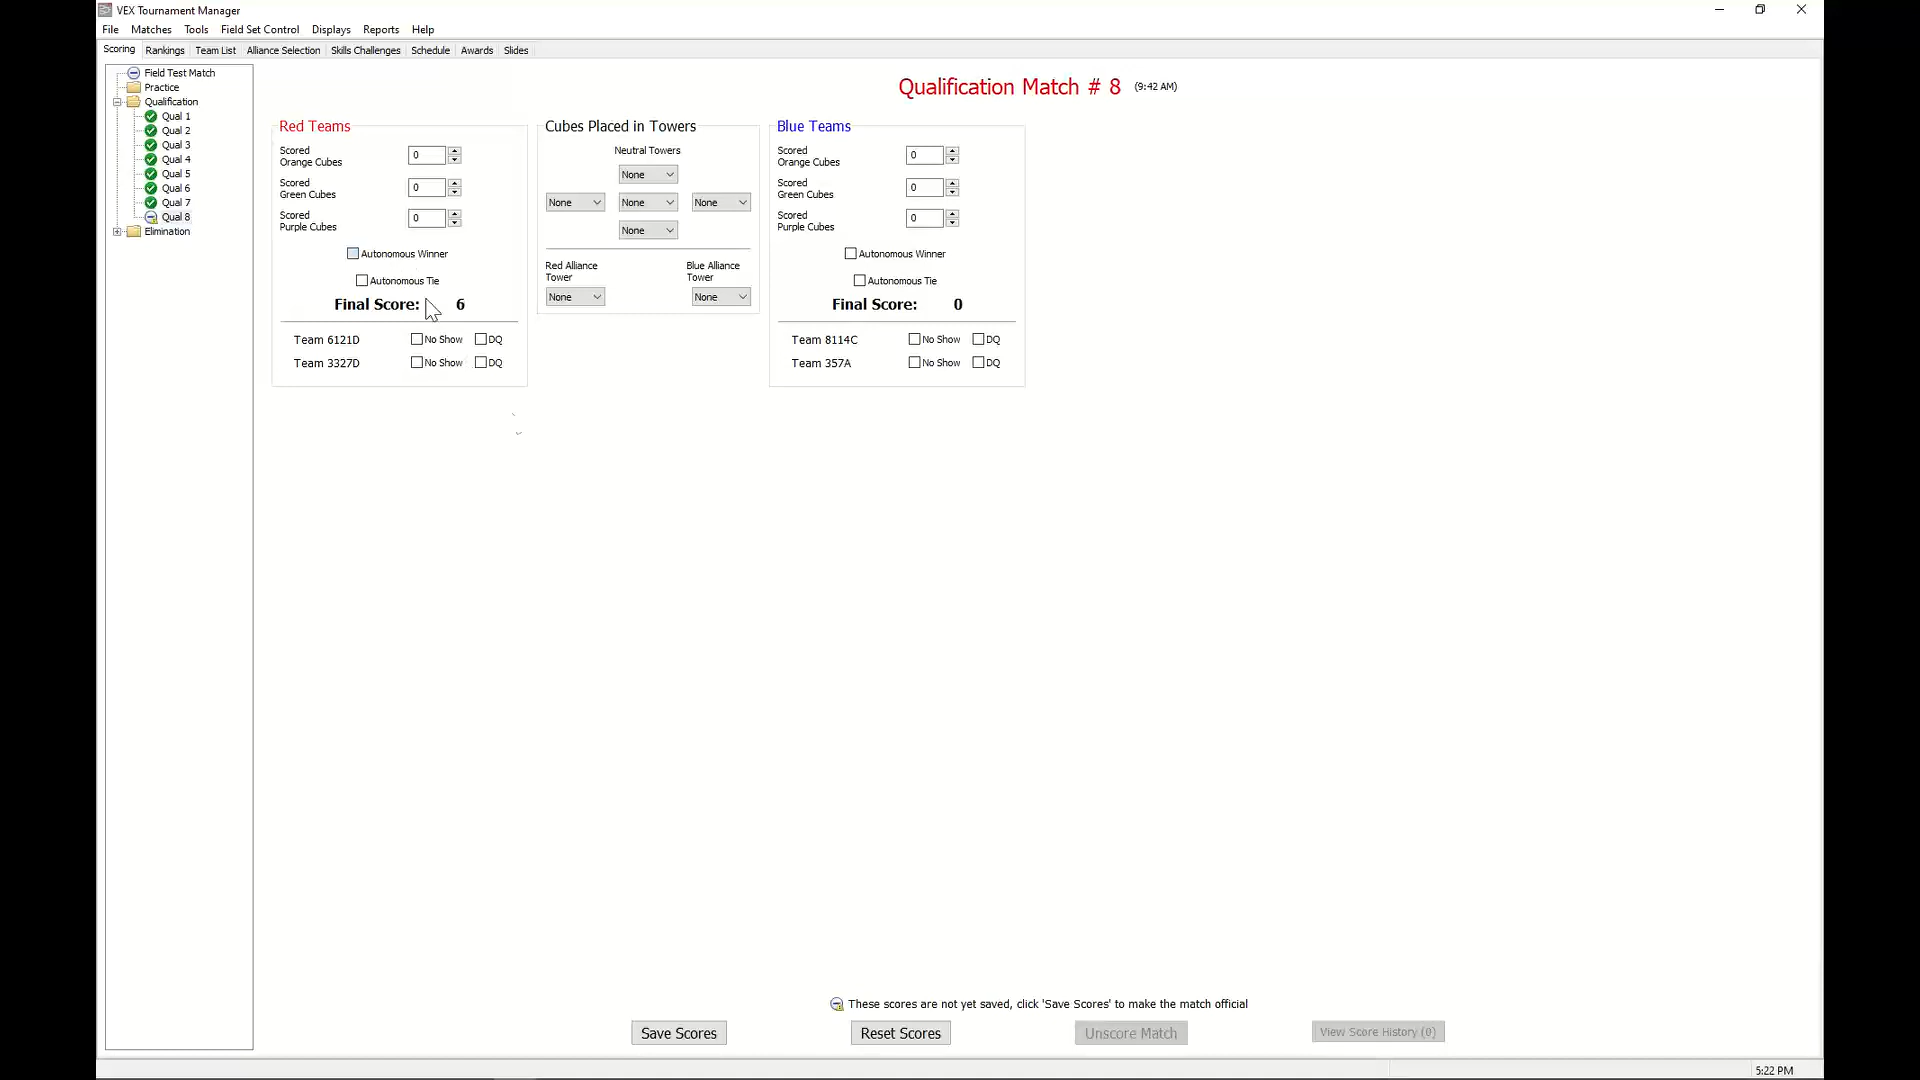 VEX Tournament Manager
File Matches Tools Field Set Control Displays Reports Help
Scoring Rankings Team List Alliance Selection Skills Challenges Schedule Awards Slides
Field Test Match
Practice
Qualification
Qual 1
Qual 2
Qual 3
Qual 4
Qual 5
Qual 6
Qual 7
Qual 8
Elimination
Qualification Match # 8 (9:42 AM)
Red Teams
Scored
Orange Cubes 0
Scored
Green Cubes 0
Scored
Purple Cubes 0
Autonomous Winner
Autonomous Tie
Final Score: 6
Team 6121D No Show DQ
Team 3327D No Show DQ
Cubes Placed in Towers
Neutral Towers
None
None None None
None
Red Alliance
Tower
None
Blue Alliance
Tower
None
Blue Teams
Scored
Orange Cubes 0
Scored
Green Cubes 0
Scored
Purple Cubes 0
Autonomous Winner
Autonomous Tie
Final Score: 0
Team 8114C No Show DQ
Team 357A No Show DQ
These scores are not yet saved, click 'Save Scores' to make the match official
Save Scores Reset Scores Unscore Match View Score History (0)
5:22 PM